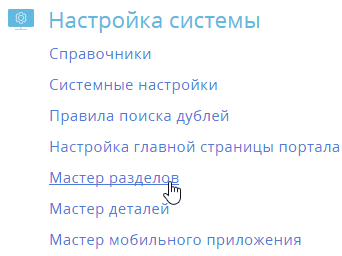 Настройка системы
Справочники
Системные настройки
Правила поиска дублей
Настройка главной страницы портала
Мастер разделов
Мастер деталей
Мастер мобильного приложения